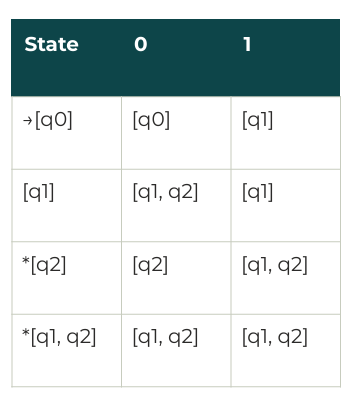 State 0 1
→[q0] [q0] [q1]
[q1] [q1, q2] [q1]
*[q2] [q2] [q1, q2]
*[q1, q2] [q1, q2] [q1, q2]